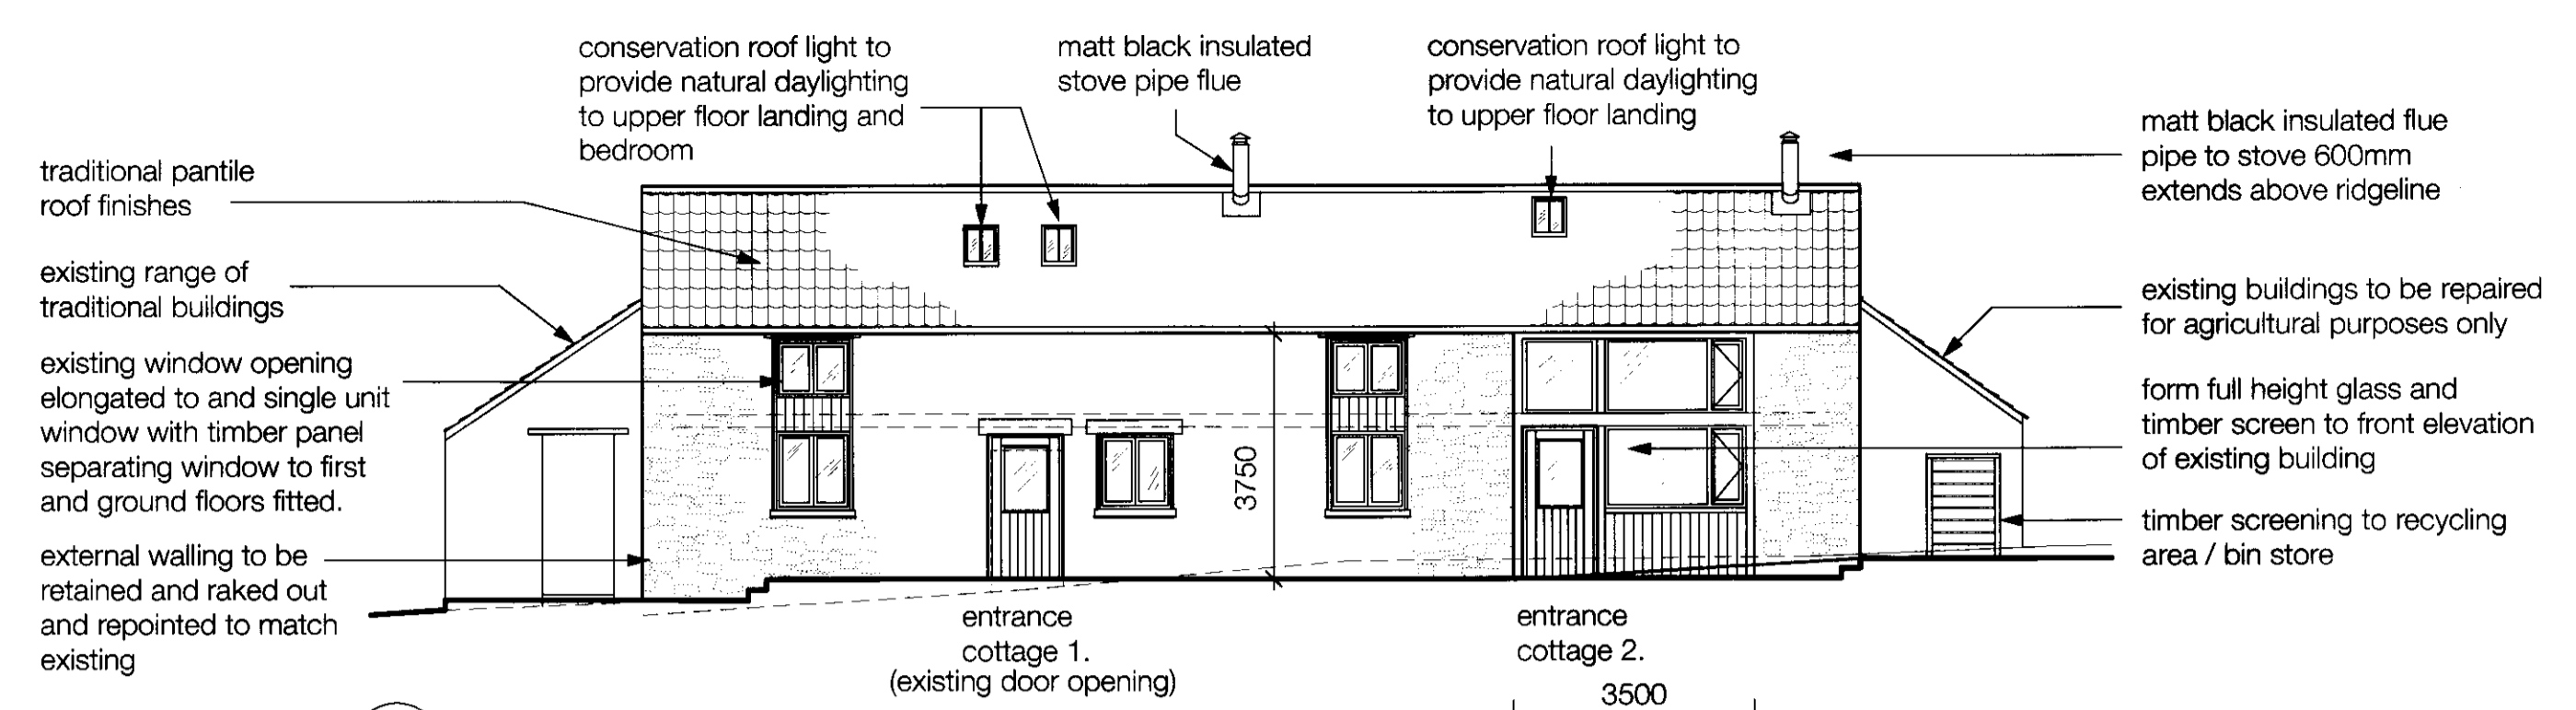 conservation roof light to
provide natural daylighting
to upper floor landing and
bedroom
matt black insulated
stove pipe flue
conservation roof light to
provide natural daylighting
to upper floor landing
matt black insulated flue
pipe to stove 600mm
extends above ridgeline
traditional pantile
roof finishes
existing range of
traditional buildings
existing buildings to be repaired
for agricultural purposes only
existing window opening
elongated to and single unit
window with timber panel
separating window to first
and ground floors fitted.
form full height glass and
timber screen to front elevation
of existing building
3750
timber screening to recycling
area / bin store
external walling to be
retained and raked out
and repointed to match
existing
entrance
cottage 1.
(existing door opening)
entrance
cottage 2.
3500